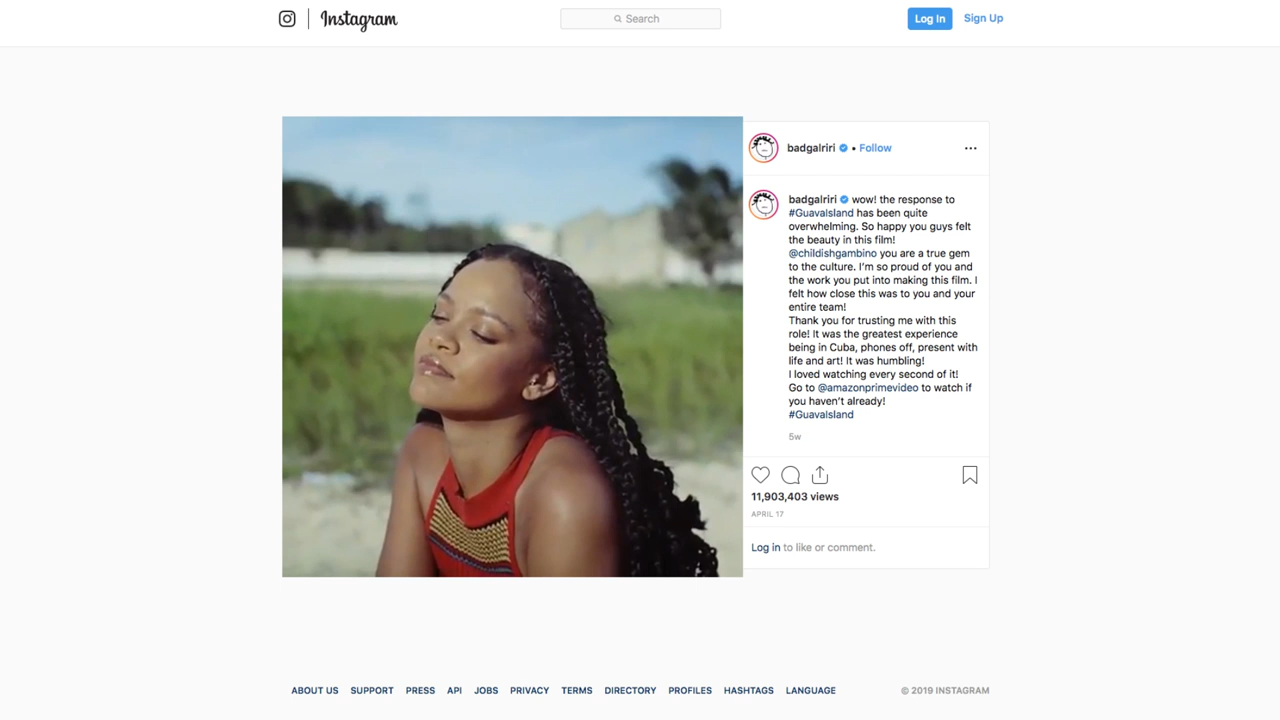 Instagram
Search
Log In
Sign Up
badgalriri • Follow
badgalriri wow! the response to
#GuavaIsland has been quite
overwhelming. So happy you guys felt
the beauty in this film!
@childishgambino you are a true gem
to the culture. I’m so proud of you and
the work you put into making this film. I
felt how close this was to you and your
entire team!
Thank you for trusting me with this
role! It was the greatest experience
being in Cuba, phones off, present with
life and art! It was humbling!
I loved watching every second of it!
Go to @amazonprimevideo to watch if
you haven’t already!
#GuavaIsland
5w
11,903,403 views
APRIL 17
Log in to like or comment.
ABOUT US SUPPORT PRESS API JOBS PRIVACY TERMS DIRECTORY PROFILES HASHTAGS LANGUAGE
© 2019 INSTAGRAM